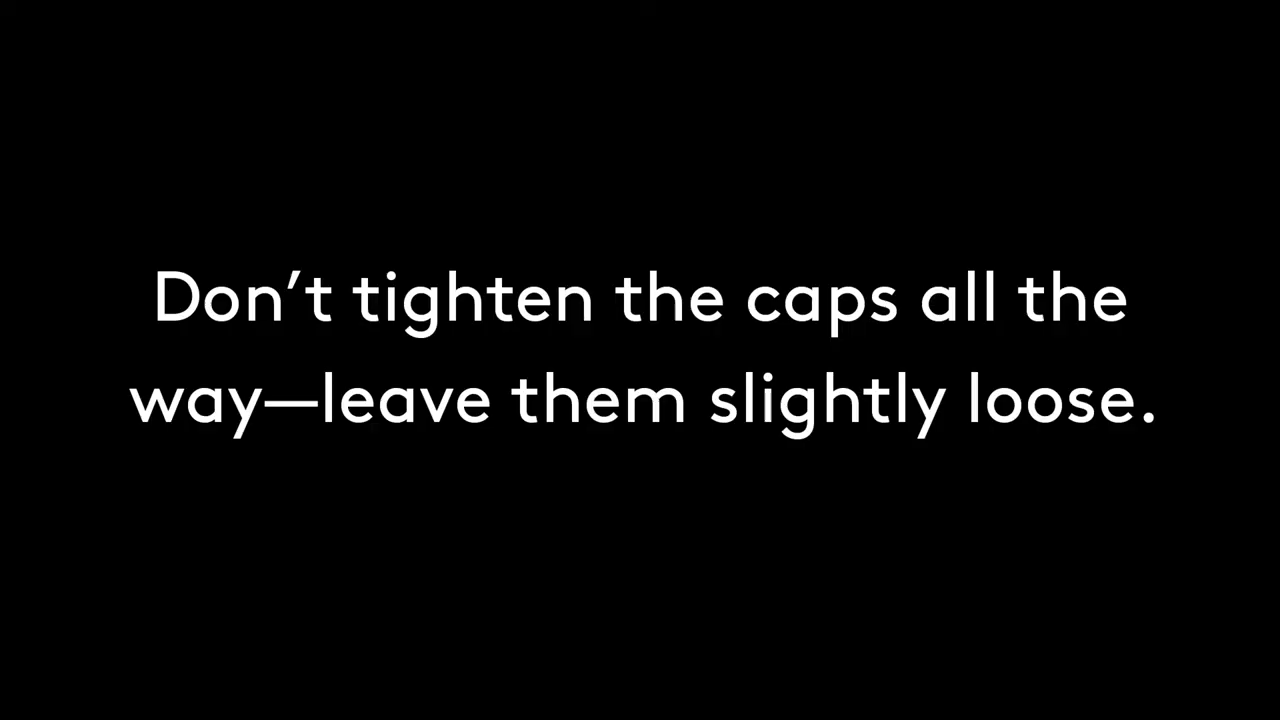 Don’t tighten the caps all the
way—leave them slightly loose.